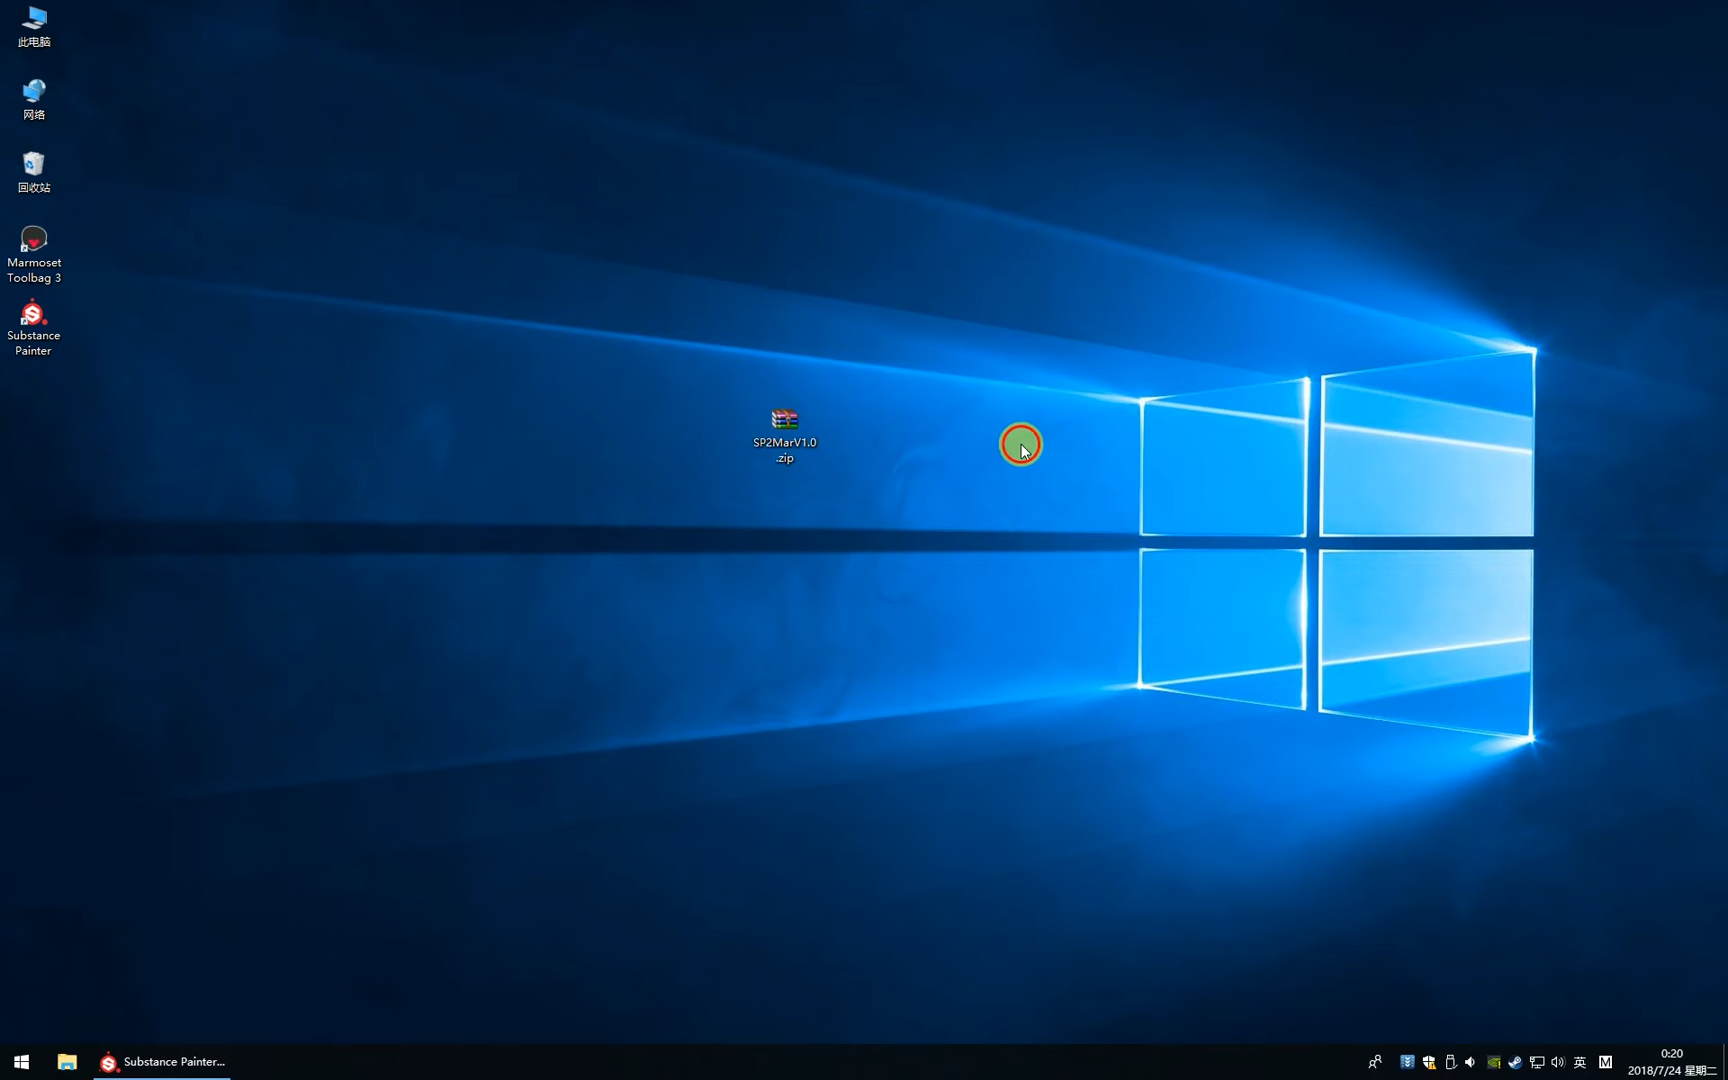 此电脑
网络
回收站
Marmoset
Toolbag 3
Substance
Painter
SP2MarV1.0
.zip
Substance Painter...
英
M
0:20
2018/7/24 星期二